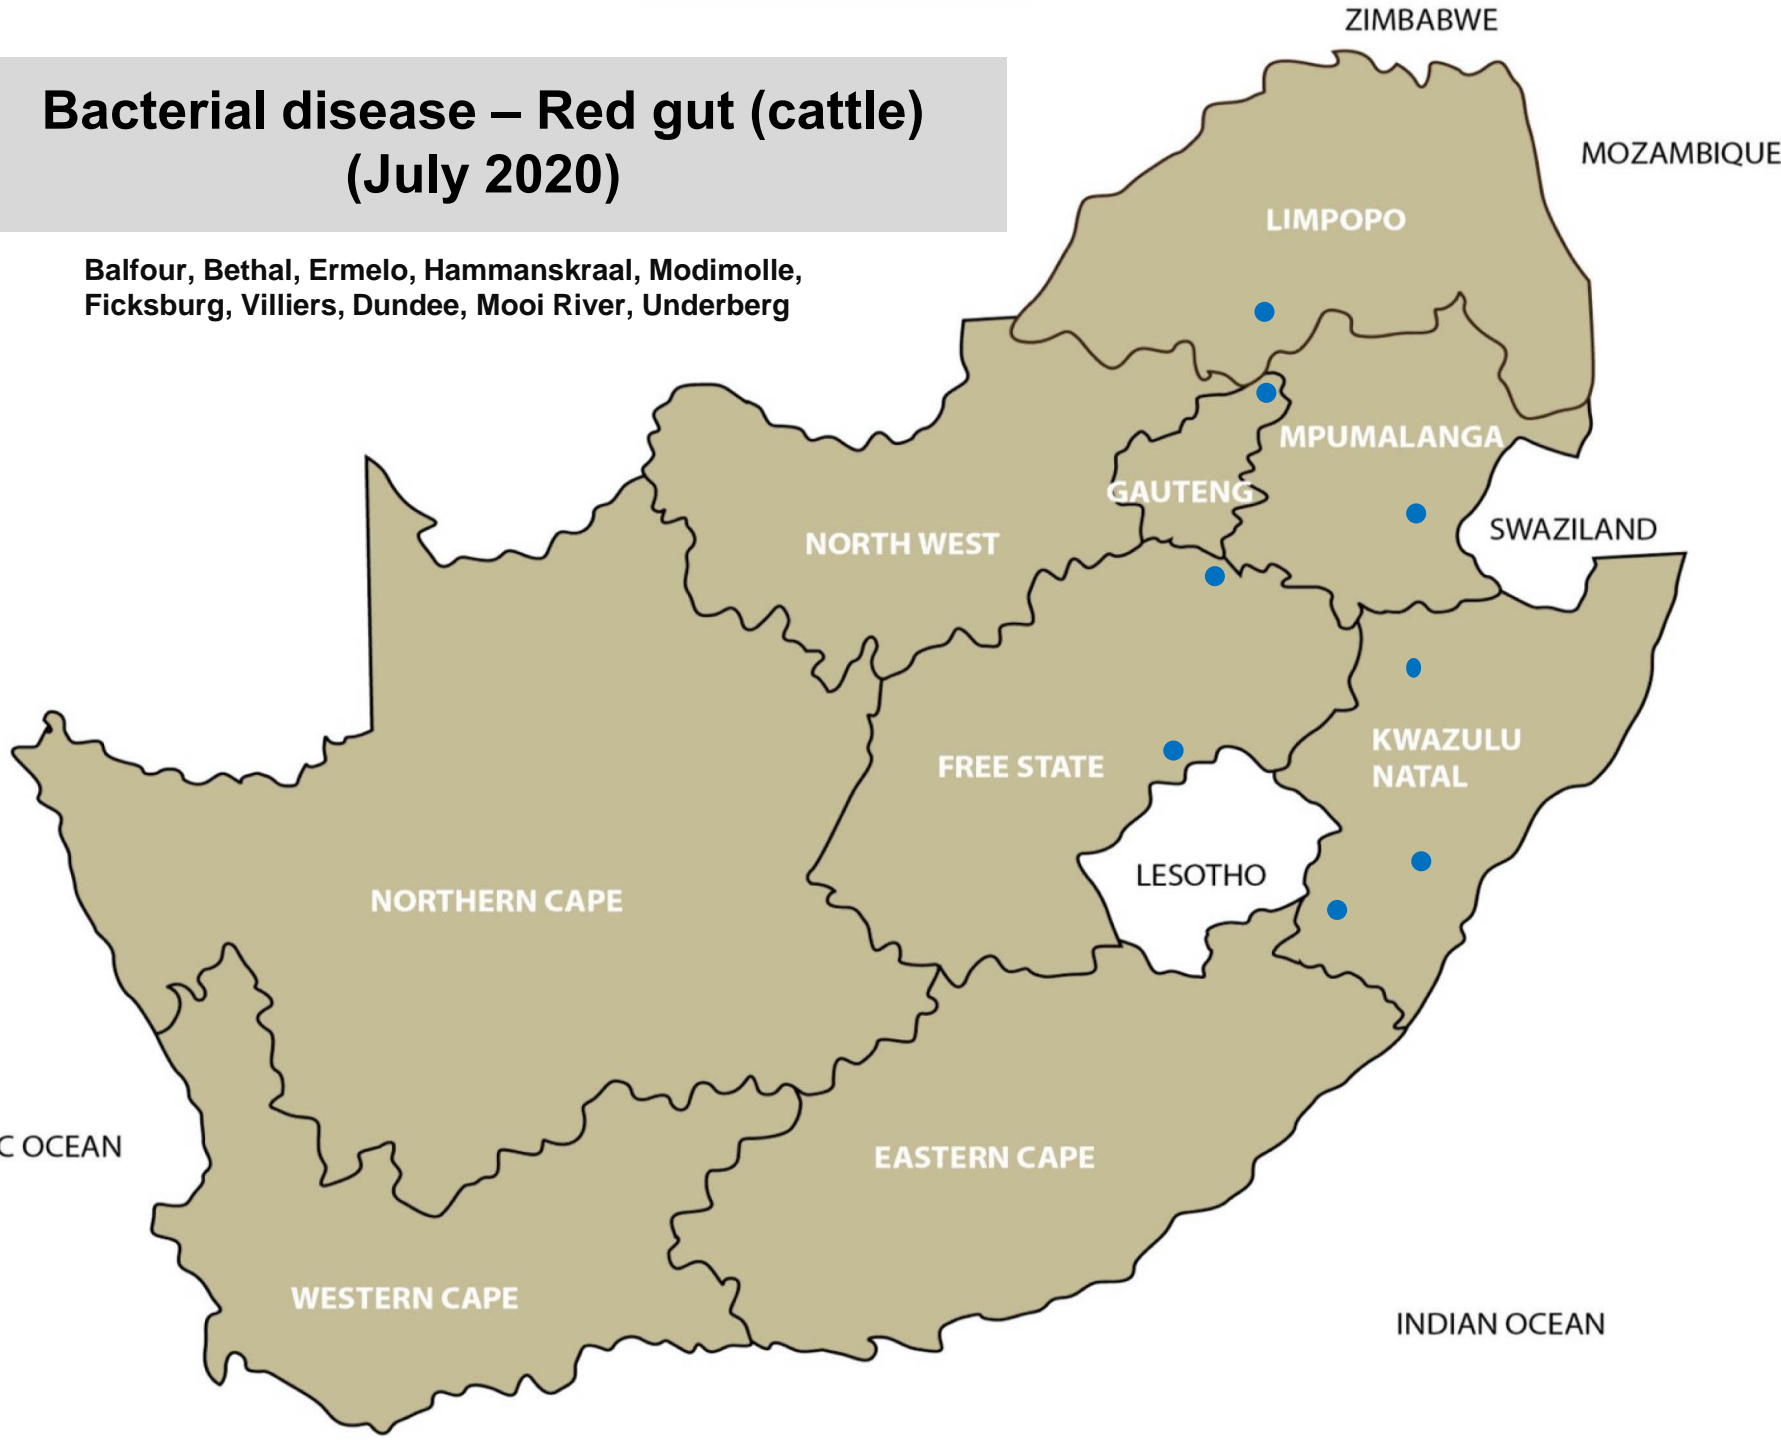 ZIMBABWE
Bacterial disease – Red gut (cattle)
(July 2020)
MOZAMBIQUE
LIMPOPO
Balfour, Bethal, Ermelo, Hammanskraal, Modimolle,
Ficksburg, Villiers, Dundee, Mooi River, Underberg
MPUMALANGA
GAUTENG
SWAZILAND
NORTH WEST
KWAZULU
NATAL
FREE STATE
LESOTHO
NORTHERN CAPE
C OCEAN
EASTERN CAPE
WESTERN CAPE
INDIAN OCEAN